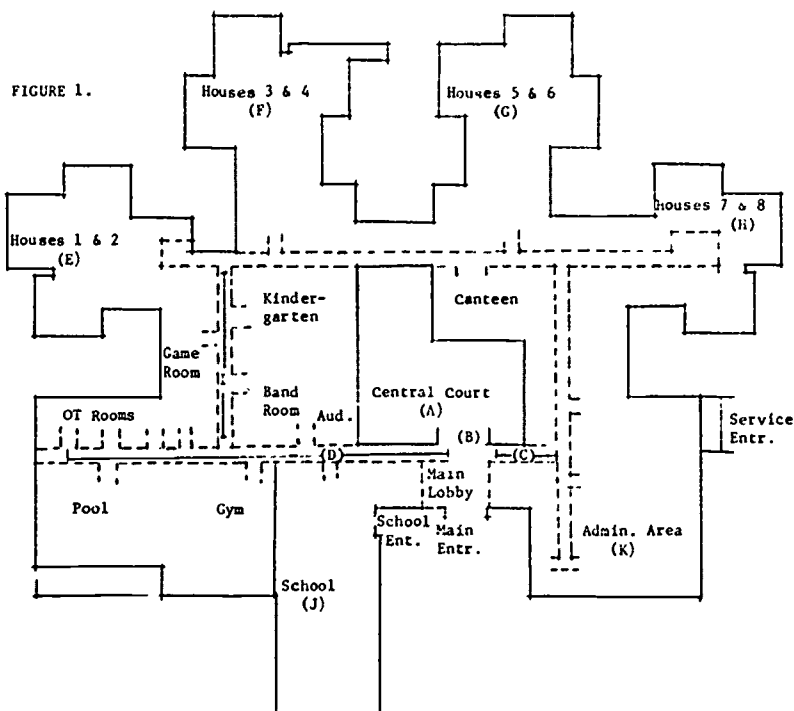 FIGURE 1.
Houses 3 & 4
(F)
Houses 5 & 6
(G)
Houses 1 & 2
(E)
Houses 7 & 8
(H)
Kinder-
garten
Canteen
Game
Room
Band
Room
Aud.
Central Court
(A)
(B)
OT Rooms
(D)
(C)
Service
Entr.
Main
Lobby
Pool
Gym
School
Ent.
Main
Entr.
Admin. Area
(K)
School
(J)